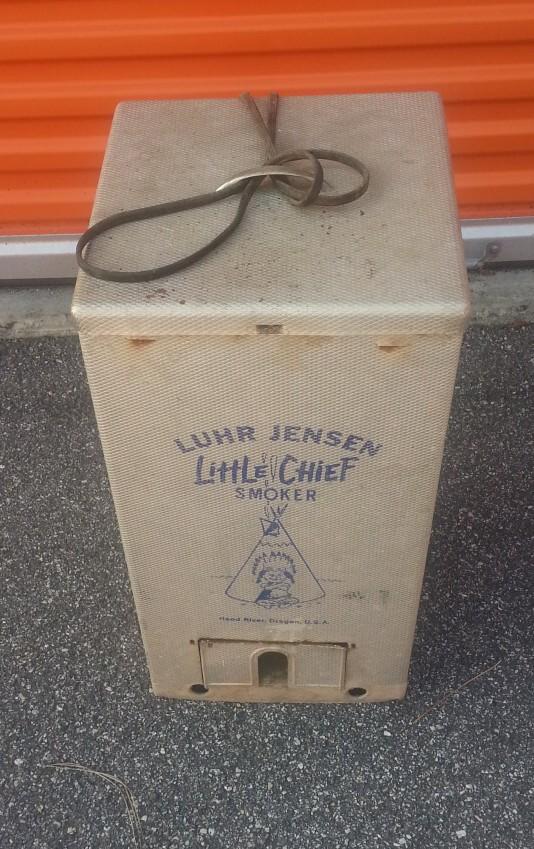 LUHR JENSEN
LittLe Chief
SMOKER
Hood River, Oregon, U.S.A.